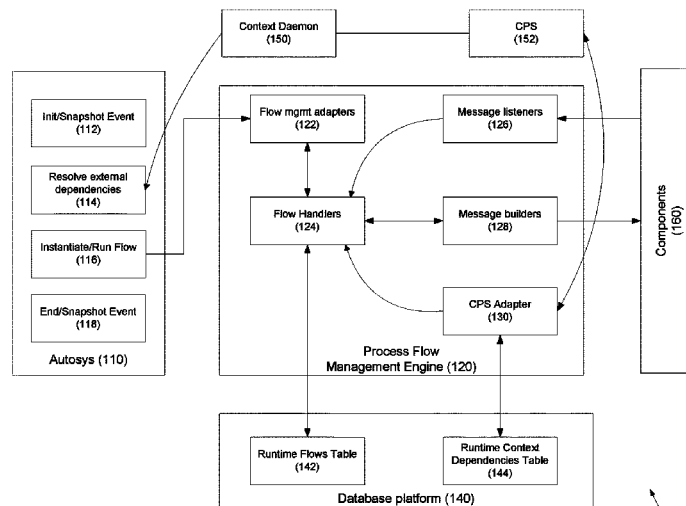 Context Daemon
(150)
CPS
(152)
Init/Snapshot Event
(112)
Resolve external
dependencies
(114)
Instantiate/Run Flow
(116)
End/Snapshot Event
(118)
Autosys (110)
Flow mgmt adapters
(122)
Message listeners
(126)
Flow Handlers
(124)
Message builders
(128)
CPS Adapter
(130)
Process Flow
Management Engine (120)
Components
(160)
Runtime Flows Table
(142)
Runtime Context
Dependencies Table
(144)
Database platform (140)